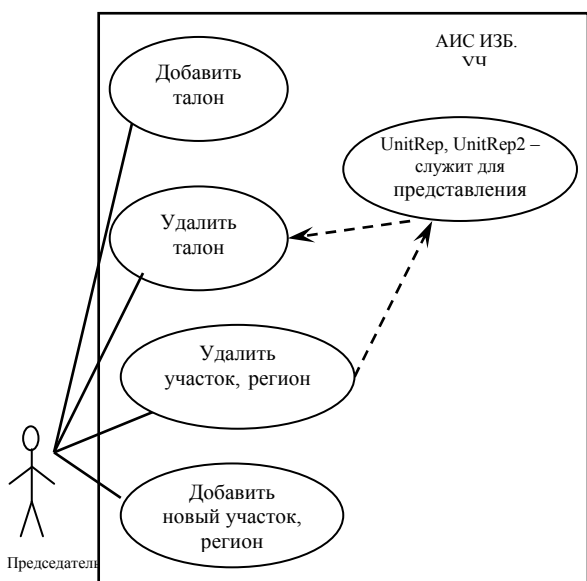 АИС ИЗБ.
УЧ
Добавить
талон
UnitRep, UnitRep2 –
служит для
представления
Удалить
талон
Удалить
участок, регион
Добавить
новый участок,
регион
Председатель